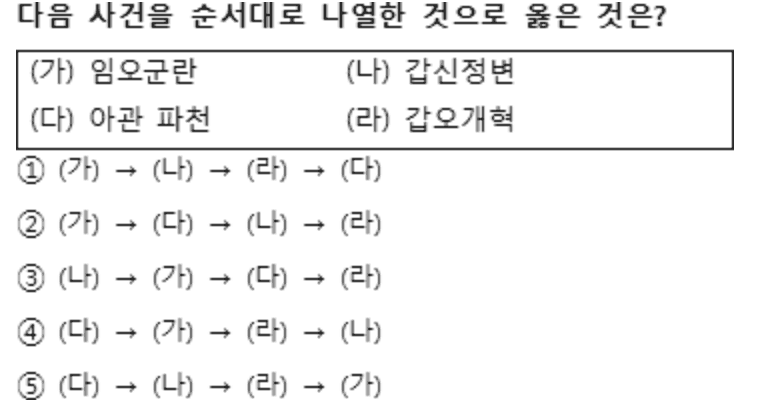 다음 사건을 순서대로 나열한 것으로 옳은 것은?
(가) 임오군란 (나) 갑신정변
(다) 아관 파천 (라) 갑오개혁
① (가) → (나) → (라) → (다)
② (가) → (다) → (나) → (라)
③ (나) → (가) → (다) → (라)
④ (다) → (가) → (라) → (나)
⑤ (다) → (나) → (라) → (가)